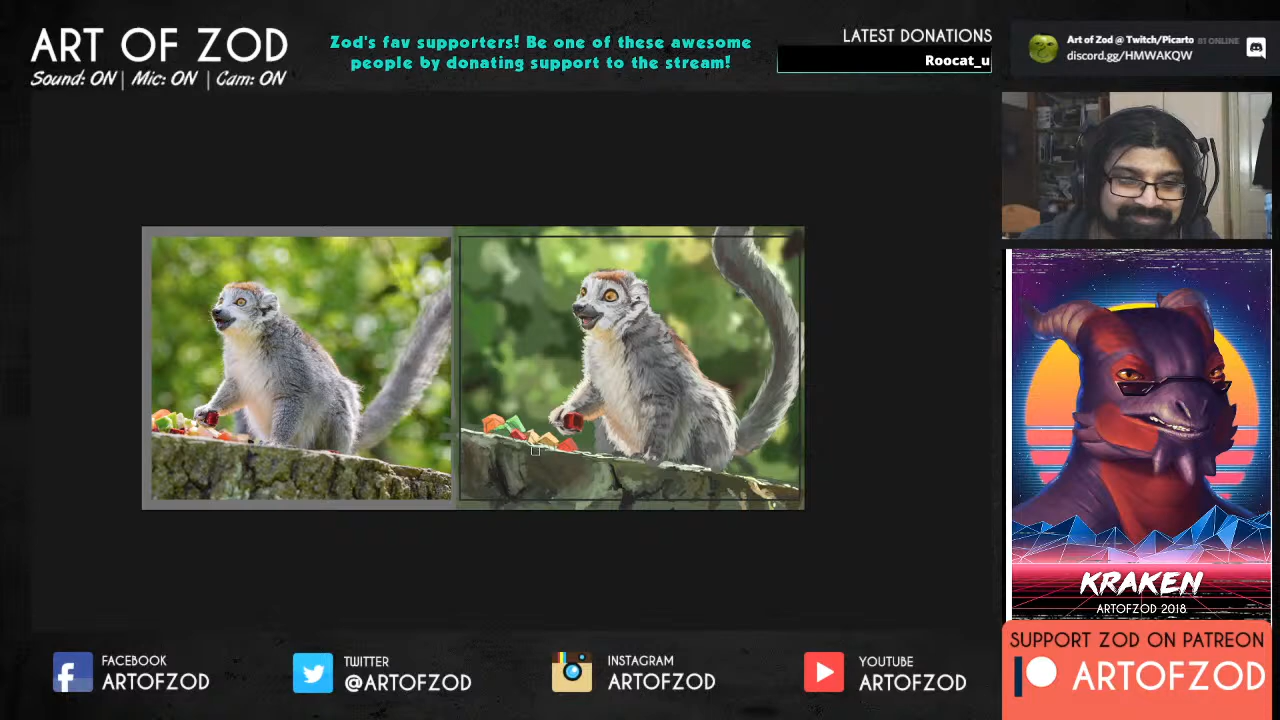 ART OF ZOD
Sound: ON | Mic: ON | Cam: ON
Zod's fav supporters! Be one of these awesome
people by donating support to the stream!
LATEST DONATIONS
Roocat_u
Art of Zod @ Twitch/Picarto 81 ONLINE
discord.gg/HMWAKQW
KRAKEN
ARTOFZOD 2018
SUPPORT ZOD ON PATREON
ARTOFZOD
FACEBOOK
ARTOFZOD
TWITTER
@ARTOFZOD
INSTAGRAM
ARTOFZOD
YOUTUBE
ARTOFZOD